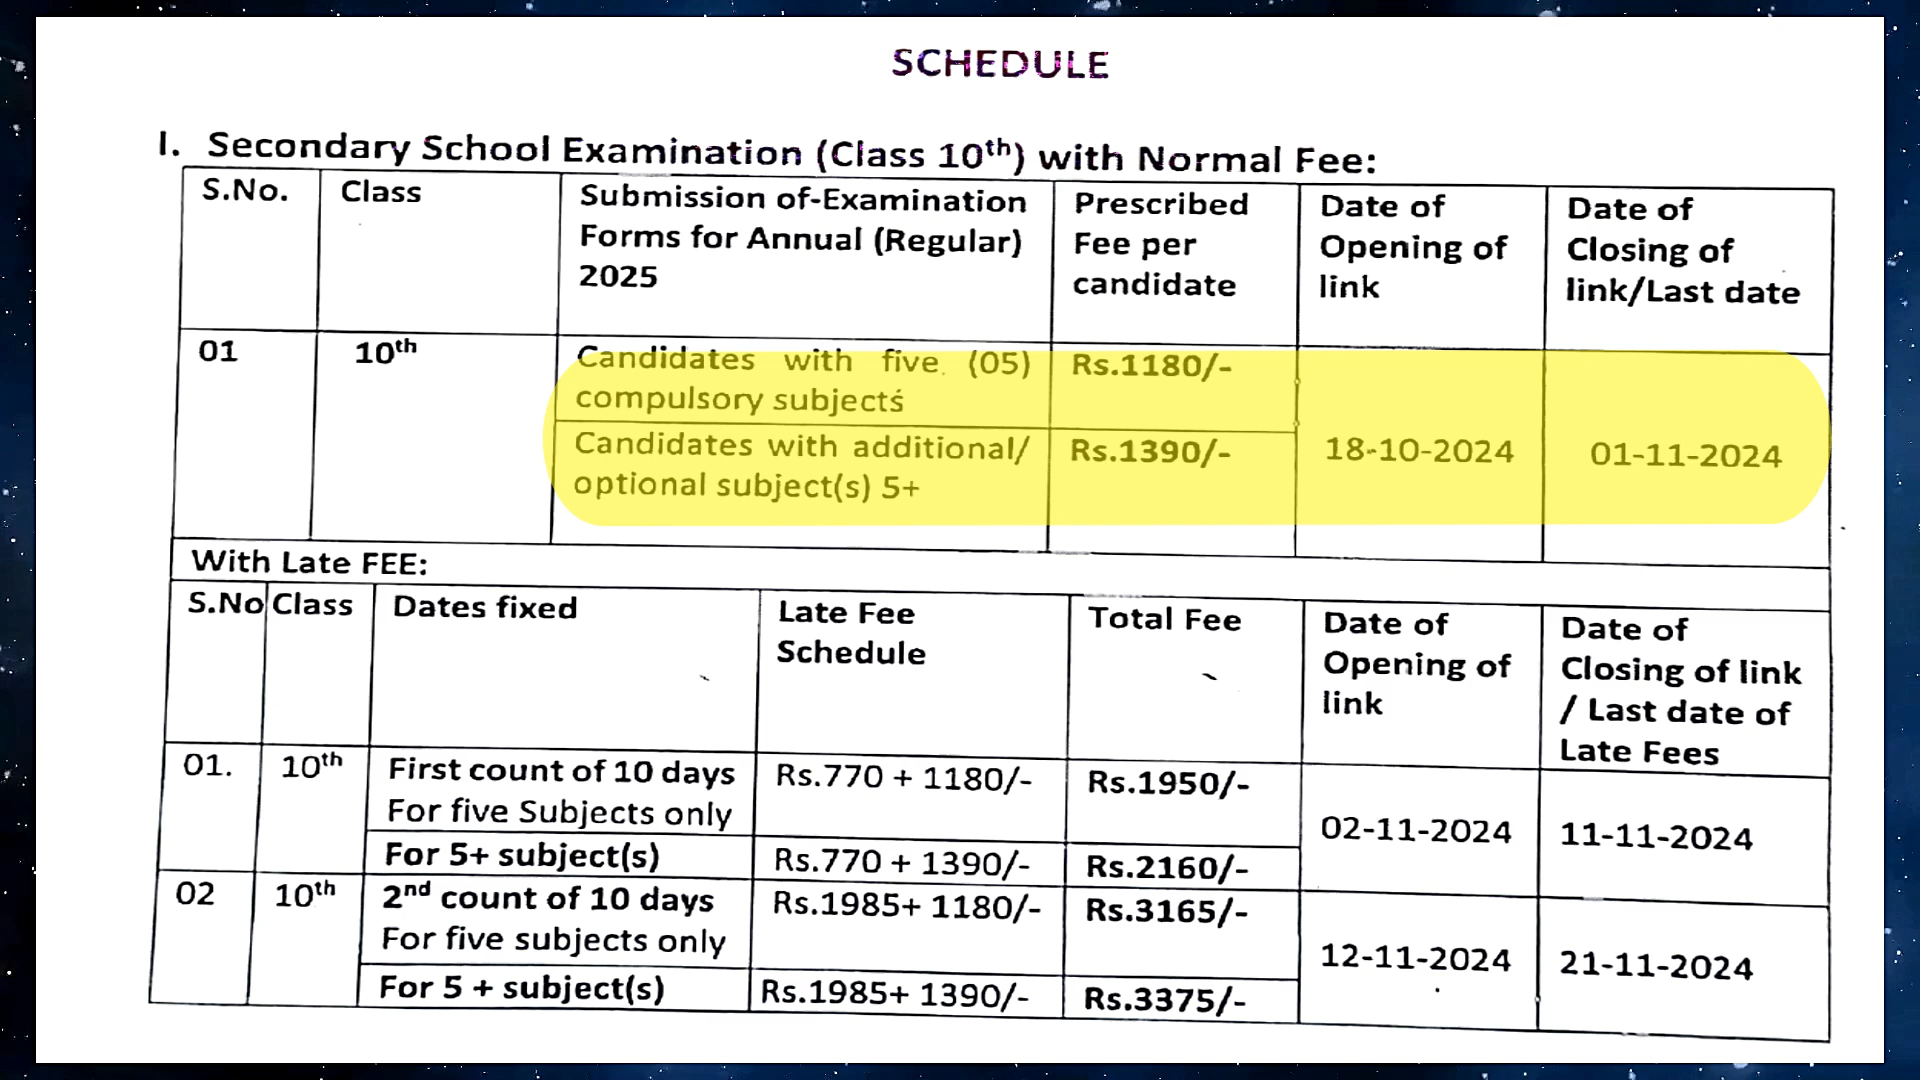 SCHEDULE
I. Secondary School Examination (Class 10th) with Normal Fee:
S.No.
Class
Submission of-Examination
Forms for Annual (Regular)
2025
Prescribed
Fee per
candidate
Date of
Opening of
link
Date of
Closing of
link/Last date
01
10th
Candidates with five (05)
compulsory subjects
Rs.1180/-
Candidates with additional/
optional subject(s) 5+
Rs.1390/-
18-10-2024
01-11-2024
With Late FEE:
S.No
Class
Dates fixed
Late Fee
Schedule
Total Fee
Date of
Opening of
link
Date of
Closing of link
/ Last date of
Late Fees
01.
10th
First count of 10 days
For five Subjects only
Rs.770 + 1180/-
Rs.1950/-
For 5+ subject(s)
Rs.770 + 1390/-
Rs.2160/-
02-11-2024
11-11-2024
02
10th
2nd count of 10 days
For five subjects only
Rs.1985+ 1180/-
Rs.3165/-
For 5 + subject(s)
Rs.1985+ 1390/-
Rs.3375/-
12-11-2024
21-11-2024